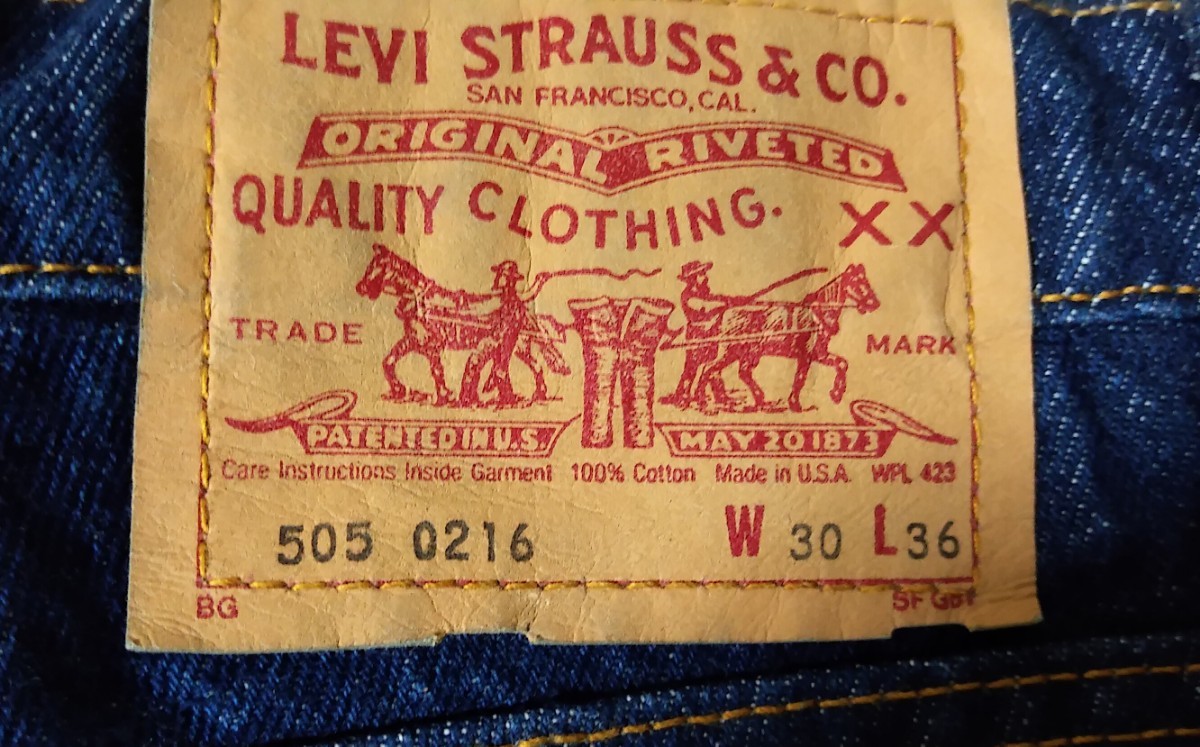 LEVI STRAUSS & CO.
SAN FRANCISCO, CAL.
ORIGINAL RIVETED
QUALITY CLOTHING. XX
TRADE MARK
PATENTED IN U.S. MAY 20 1873
Care Instructions Inside Garment 100% Cotton Made in U.S.A. WPL 423
505 0216 W 30 L 36
BG SF